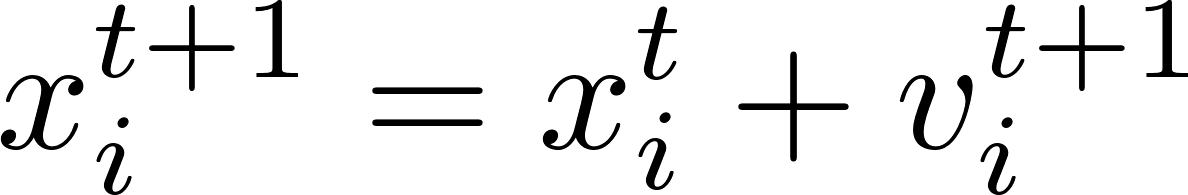 x_i^{t+1} = x_i^t + v_i^{t+1}